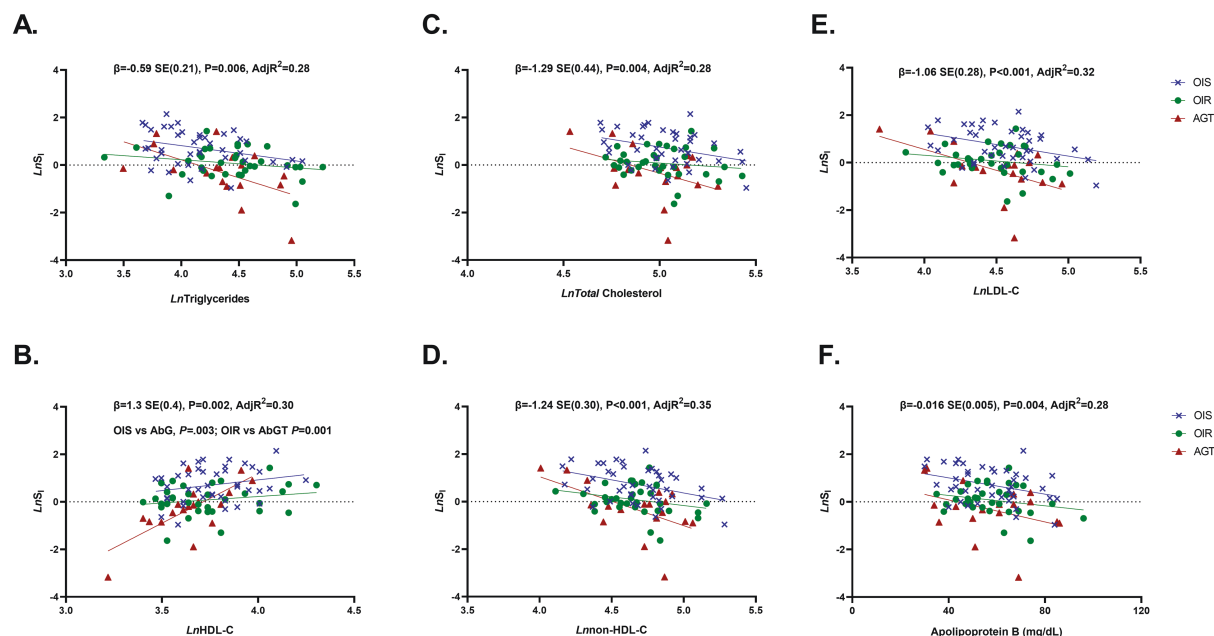 A.
β=-0.59 SE(0.21), P=0.006, AdjR²=0.28
4
2
0
-2
-4
LnS_I
3.0 3.5 4.0 4.5 5.0 5.5
LnTriglycerides
C.
β=-1.29 SE(0.44), P=0.004, AdjR²=0.28
4
2
0
-2
-4
LnS_I
4.0 4.5 5.0 5.5
LnTotal Cholesterol
E.
β=-1.06 SE(0.28), P<0.001, AdjR²=0.32
4
2
0
-2
-4
LnS_I
3.5 4.0 4.5 5.0 5.5
LnLDL-C
OIS
OIR
AGT
B.
β=1.3 SE(0.4), P=0.002, AdjR²=0.30
OIS vs AbG, P=.003; OIR vs AbGT P=0.001
4
2
0
-2
-4
LnS_I
3.0 3.5 4.0 4.5
LnHDL-C
D.
β=-1.24 SE(0.30), P<0.001, AdjR²=0.35
4
2
0
-2
-4
LnS_I
3.5 4.0 4.5 5.0 5.5
Lnnon-HDL-C
F.
β=-0.016 SE(0.005), P=0.004, AdjR²=0.28
4
2
0
-2
-4
LnS_I
0 40 80 120
Apolipoprotein B (mg/dL)
OIS
OIR
AGT